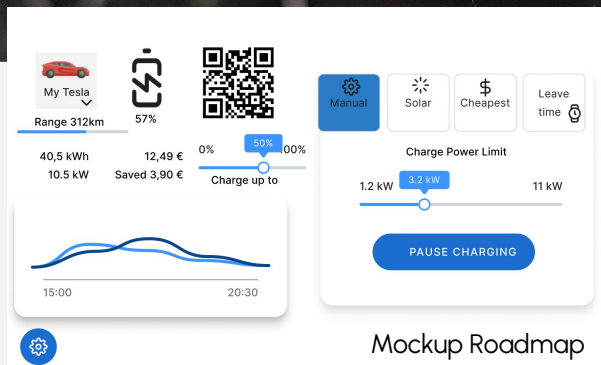 My Tesla
Range 312km
57%
40,5 kWh
12,49 €
10.5 kW
Saved 3,90 €
0%
50%
00%
Charge up to
15:00
20:30
Manual
Solar
$
Cheapest
Leave
time
Charge Power Limit
1.2 kW
3.2 kW
11 kW
PAUSE CHARGING
Mockup Roadmap